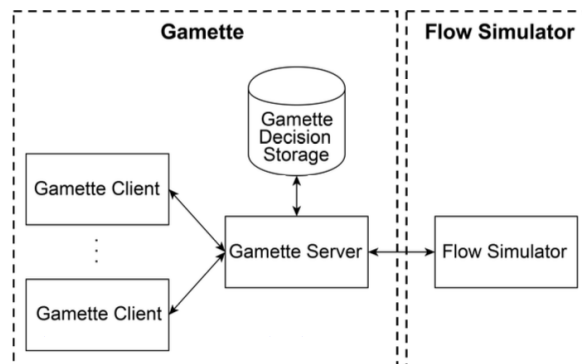 Gamette
Flow Simulator
Gamette
Decision
Storage
Gamette Client
Gamette Server
Flow Simulator
Gamette Client